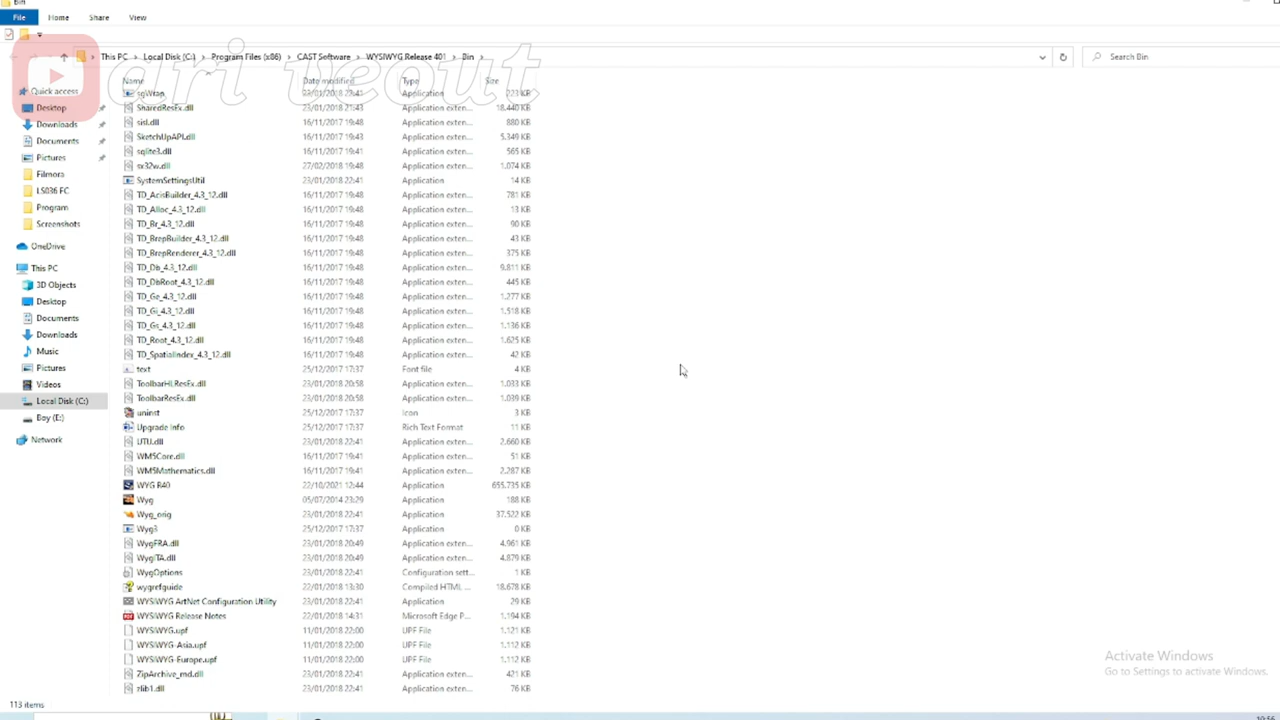 Bin
File Home Share View
This PC Local Disk (C:) Program Files (x86) CAST Software WYSIWYG Release 401 Bin Search Bin
ari teout
Name Date modified Type Size
Quick access
Desktop
Downloads
Documents
Pictures
Filmora
LS036 FC
Program
Screenshots
OneDrive
This PC
3D Objects
Desktop
Documents
Downloads
Music
Pictures
Videos
Local Disk (C:)
Boy (E:)
Network
sgWrap 23/01/2018 22:41 Application exten... 223 KB
SharedResEx.dll 23/01/2018 21:43 Application exten... 18.440 KB
sisl.dll 16/11/2017 19:48 Application exten... 880 KB
SketchUpAPI.dll 16/11/2017 19:43 Application exten... 5.349 KB
sqlite3.dll 16/11/2017 19:41 Application exten... 565 KB
sx32w.dll 27/02/2018 19:48 Application exten... 1.074 KB
SystemSettingsUtil 23/01/2018 22:41 Application 14 KB
TD_AcisBuilder_4.3_12.dll 16/11/2017 19:48 Application exten... 781 KB
TD_Alloc_4.3_12.dll 16/11/2017 19:48 Application exten... 13 KB
TD_Br_4.3_12.dll 16/11/2017 19:48 Application exten... 90 KB
TD_BrepBuilder_4.3_12.dll 16/11/2017 19:48 Application exten... 43 KB
TD_BrepRenderer_4.3_12.dll 16/11/2017 19:48 Application exten... 375 KB
TD_Db_4.3_12.dll 16/11/2017 19:48 Application exten... 9.811 KB
TD_DbRoot_4.3_12.dll 16/11/2017 19:48 Application exten... 445 KB
TD_Ge_4.3_12.dll 16/11/2017 19:48 Application exten... 1.277 KB
TD_Gi_4.3_12.dll 16/11/2017 19:48 Application exten... 1.518 KB
TD_Gs_4.3_12.dll 16/11/2017 19:48 Application exten... 1.136 KB
TD_Root_4.3_12.dll 16/11/2017 19:48 Application exten... 1.625 KB
TD_SpatialIndex_4.3_12.dll 16/11/2017 19:48 Application exten... 42 KB
text 25/12/2017 17:37 Font file 4 KB
ToolbarHLResEx.dll 23/01/2018 20:58 Application exten... 1.033 KB
ToolbarResEx.dll 23/01/2018 20:58 Application exten... 1.039 KB
uninst 25/12/2017 17:37 Icon 3 KB
Upgrade Info 25/12/2017 17:37 Rich Text Format 11 KB
UTU.dll 23/01/2018 22:41 Application exten... 2.660 KB
WM5Core.dll 16/11/2017 19:41 Application exten... 51 KB
WM5Mathematics.dll 16/11/2017 19:41 Application exten... 2.287 KB
WYG R40 22/10/2021 12:44 Application 655.735 KB
Wyg 05/07/2014 23:29 Application 188 KB
Wyg_orig 23/01/2018 22:41 Application 37.522 KB
Wyg3 25/12/2017 17:37 Application 0 KB
WygFRA.dll 23/01/2018 20:49 Application exten... 4.961 KB
WygITA.dll 23/01/2018 20:49 Application exten... 4.879 KB
WygOptions 23/01/2018 22:41 Configuration sett... 1 KB
wygrefguide 22/01/2018 13:30 Compiled HTML ... 18.678 KB
WYSIWYG ArtNet Configuration Utility 23/01/2018 22:41 Application 29 KB
WYSIWYG Release Notes 22/01/2018 14:31 Microsoft Edge P... 1.194 KB
WYSIWYG.upf 11/01/2018 22:00 UPF File 1.121 KB
WYSIWYG-Asia.upf 11/01/2018 22:00 UPF File 1.112 KB
WYSIWYG-Europe.upf 11/01/2018 22:00 UPF File 1.112 KB
ZipArchive_md.dll 23/01/2018 22:41 Application exten... 421 KB
zlib1.dll 23/01/2018 22:41 Application exten... 76 KB
Activate Windows
Go to Settings to activate Windows.
113 items
10:56